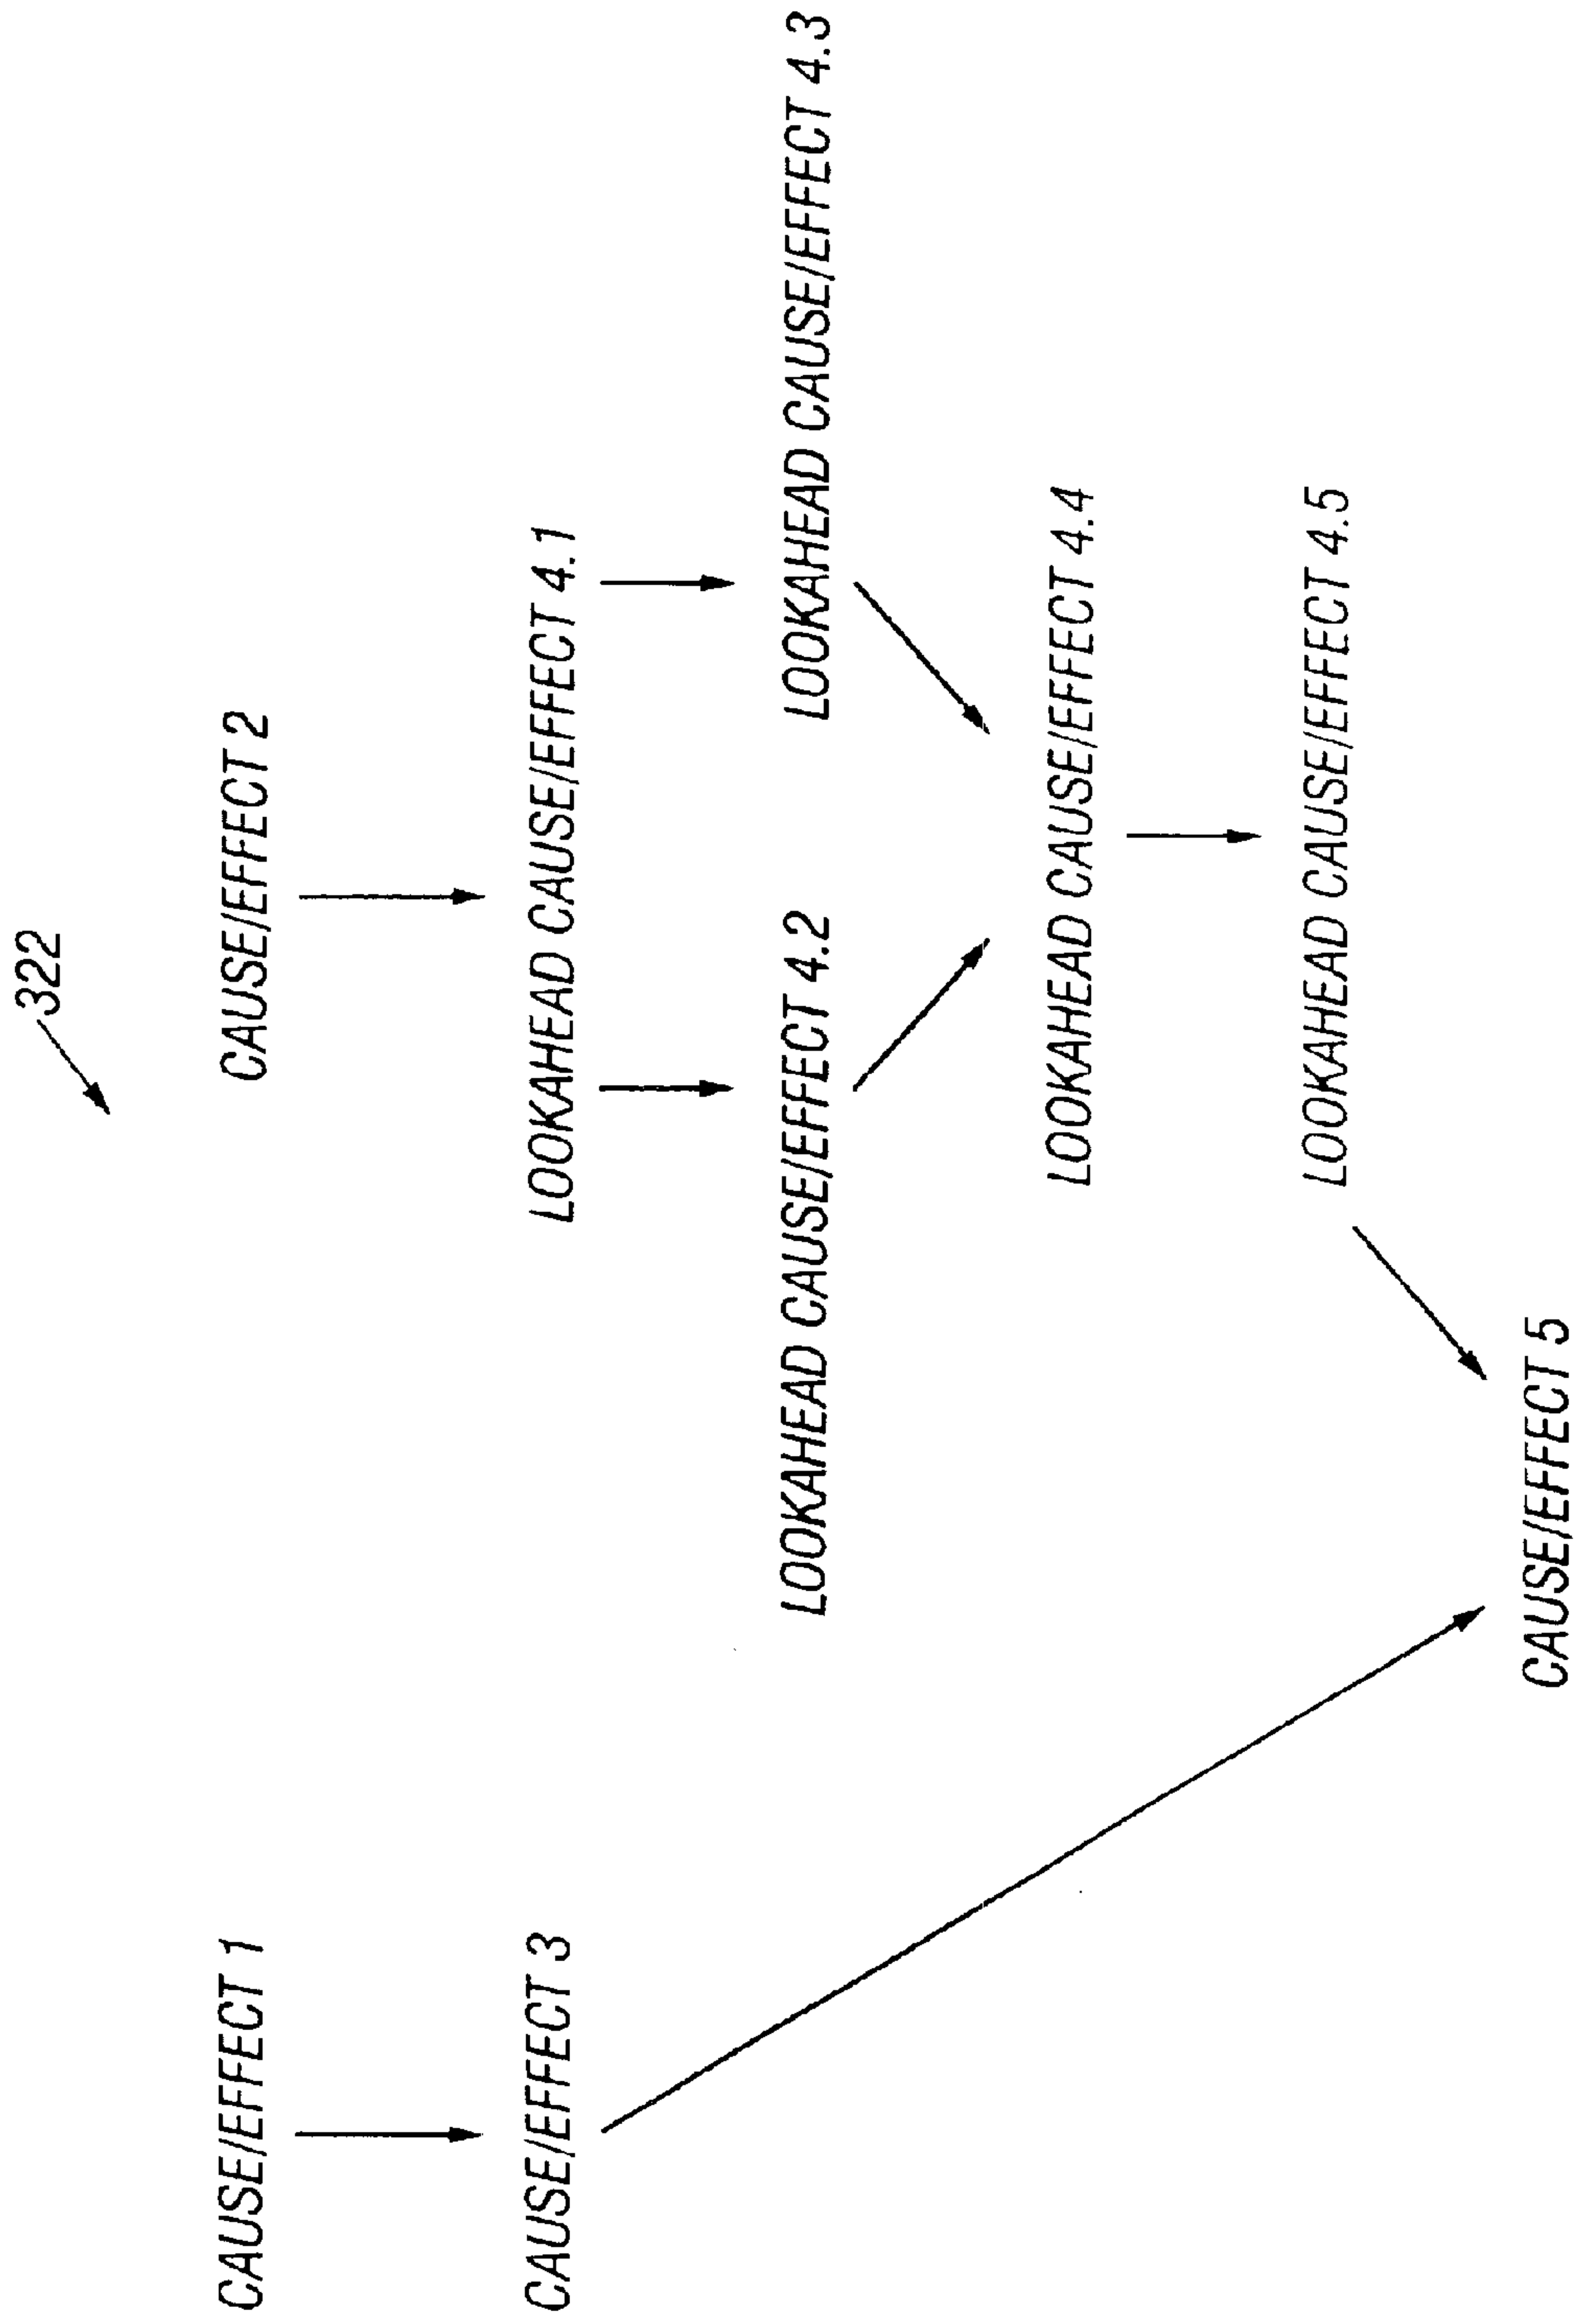 322
CAUSE/EFFECT 1
CAUSE/EFFECT 2
CAUSE/EFFECT 3
LOOKAHEAD CAUSE/EFFECT 4.1
LOOKAHEAD CAUSE/EFFECT 4.2
LOOKAHEAD CAUSE/EFFECT 4.3
LOOKAHEAD CAUSE/EFFECT 4.4
LOOKAHEAD CAUSE/EFFECT 4.5
CAUSE/EFFECT 5